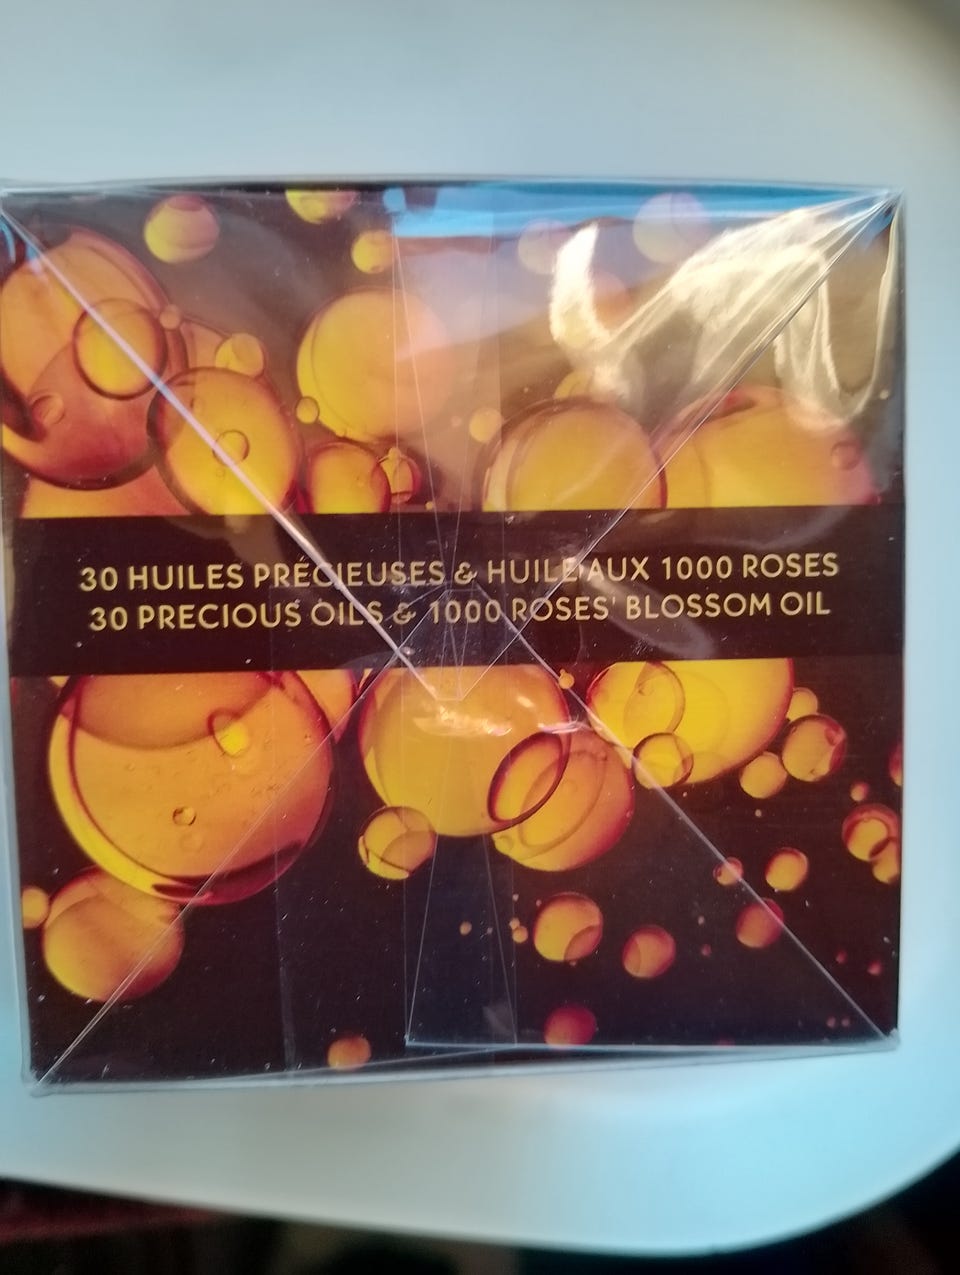 30 HUILES PRÉCIEUSES & HUILE AUX 1000 ROSES
30 PRECIOUS OILS & 1000 ROSES' BLOSSOM OIL